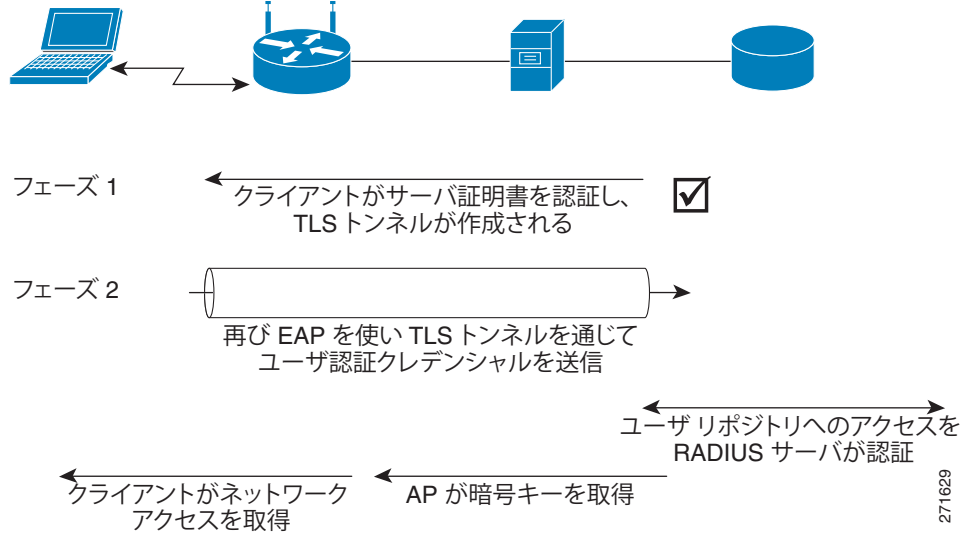 フェーズ 1
クライアントがサーバ証明書を認証し、
TLS トンネルが作成される
フェーズ 2
再び EAP を使い TLS トンネルを通じて
ユーザ認証クレデンシャルを送信
ユーザ リポジトリへのアクセスを
RADIUS サーバが認証
クライアントがネットワーク
アクセスを取得
AP が暗号キーを取得
271629